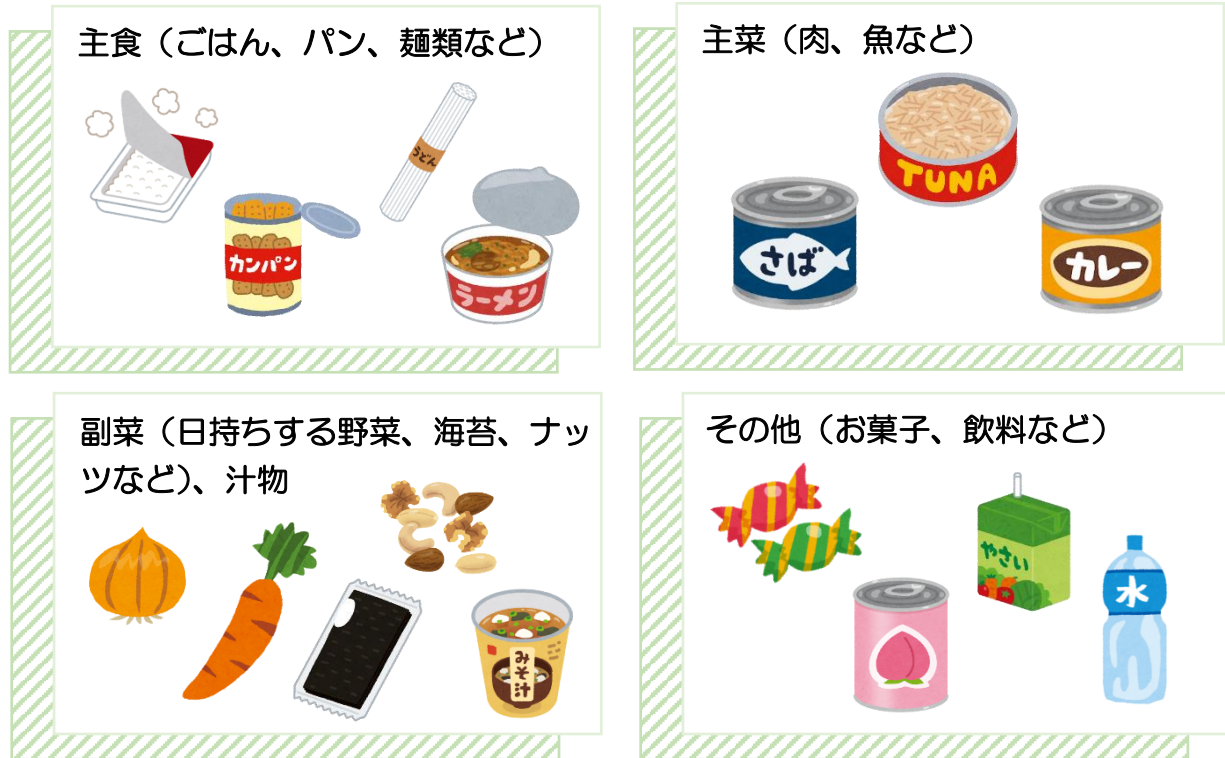 主食（ごはん、パン、麺類など）
うどん
カンパン
ラーメン
主菜（肉、魚など）
TUNA
さば
カレー
副菜（日持ちする野菜、海苔、ナッ
ツなど）、汁物
みそ汁
その他（お菓子、飲料など）
やさい
水